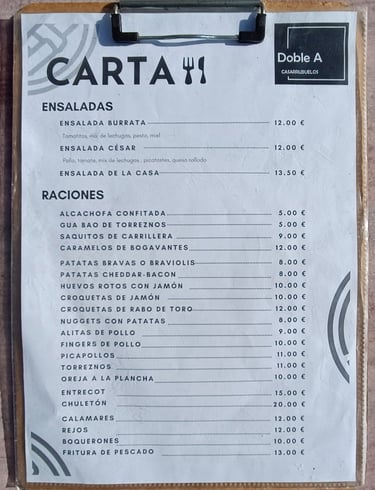 CARTA
Doble A
CASARRUBUELOS
ENSALADAS
ENSALADA BURRATA 12.00 €
Tomatitos, mix de lechugas, pesto, miel
ENSALADA CÉSAR 12.00 €
Pollo, tomate, mix de lechugas, picatostes, queso rallado
ENSALADA DE LA CASA 13.50 €
RACIONES
ALCACHOFA CONFITADA 5.00 €
GUA BAO DE TORREZNOS 5.00 €
SAQUITOS DE CARRILLERA 9.00 €
CARAMELOS DE BOGAVANTES 12.00 €
PATATAS BRAVAS O BRAVIOLIS 8.00 €
PATATAS CHEDDAR-BACON 8.00 €
HUEVOS ROTOS CON JAMÓN 10.00 €
CROQUETAS DE JAMÓN 10.00 €
CROQUETAS DE RABO DE TORO 12.00 €
NUGGETS CON PATATAS 8.00 €
ALITAS DE POLLO 9.00 €
FINGERS DE POLLO 10.00 €
PICAPOLLOS 11.00 €
TORREZNOS 11.00 €
OREJA A LA PLANCHA 10.00 €
ENTRECOT 15.00 €
CHULETÓN 20.00 €
CALAMARES 12.00 €
REJOS 12.00 €
BOQUERONES 10.00 €
FRITURA DE PESCADO 13.00 €